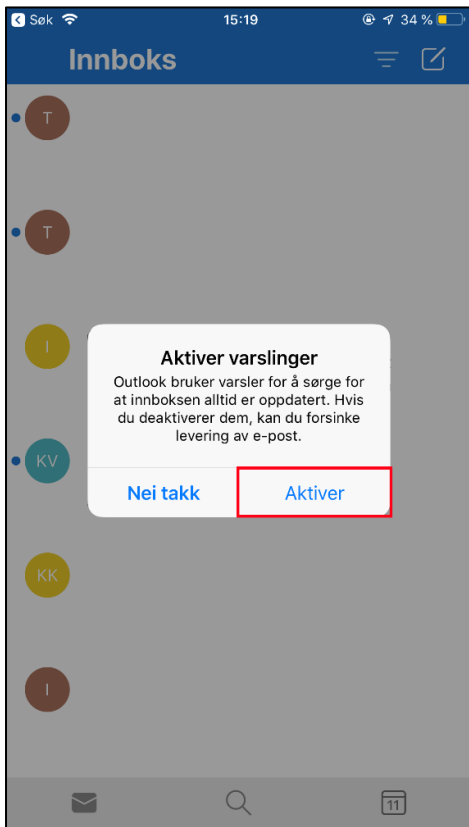 Søk 15:19 34 %
Innboks
T
T
I
Aktiver varslinger
Outlook bruker varsler for å sørge for
at innboksen alltid er oppdatert. Hvis
du deaktiverer dem, kan du forsinke
levering av e-post.
KV
Nei takk Aktiver
KK
I
11